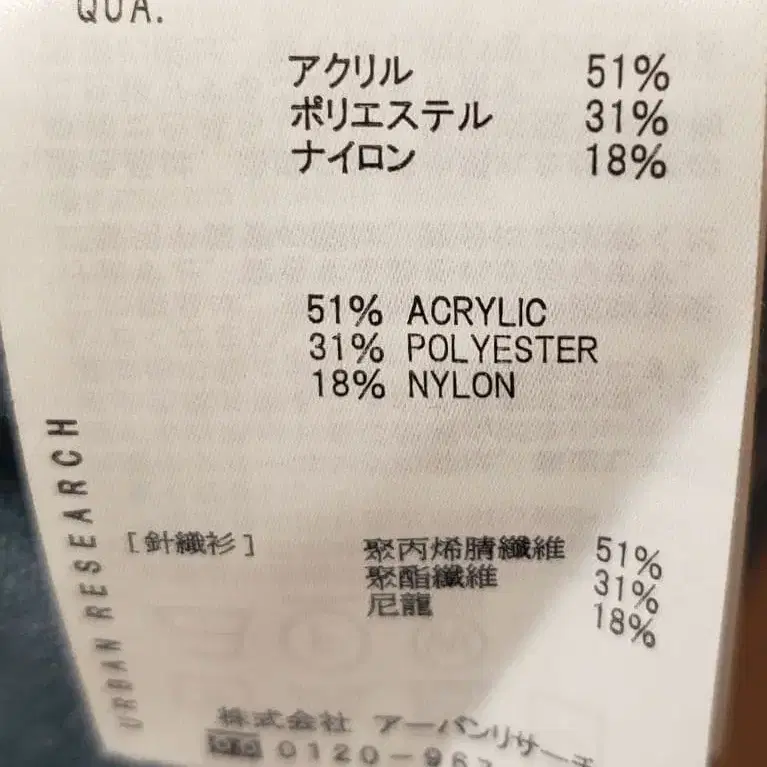 QUA.
アクリル 51%
ポリエステル 31%
ナイロン 18%
51% ACRYLIC
31% POLYESTER
18% NYLON
URBAN RESEARCH
[針織衫] 聚丙烯腈纖維 51%
聚酯纖維 31%
尼龍 18%
株式会社 アーバンリサーチ
0120-967